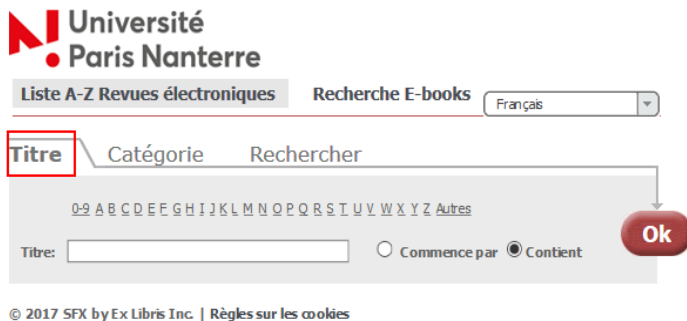 Université
Paris Nanterre
Liste A-Z Revues électroniques Recherche E-books Français
Titre Catégorie Rechercher
0-9 A B C D E F G H I J K L M N O P Q R S T U V W X Y Z Autres
Titre: Commence par Contient Ok
© 2017 SFX by Ex Libris Inc. | Règles sur les cookies